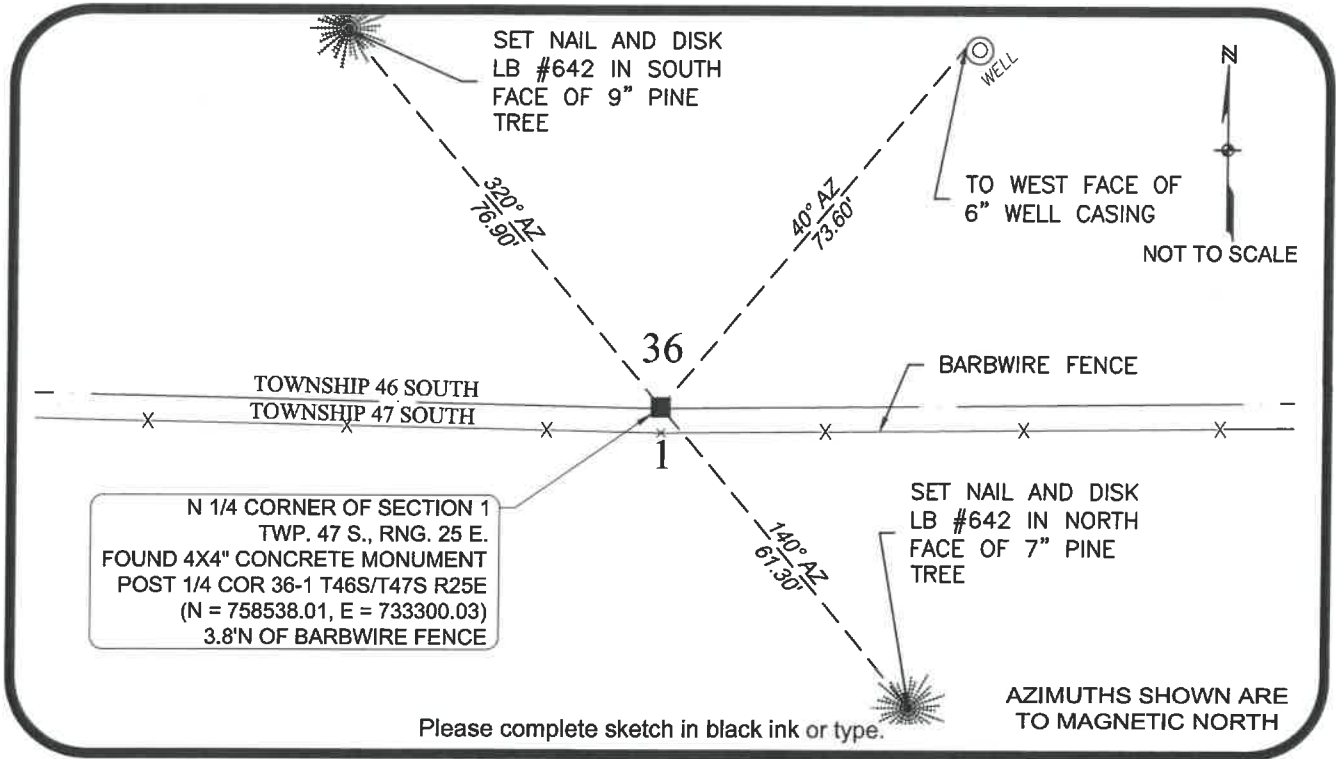 SET NAIL AND DISK
LB #642 IN SOUTH
FACE OF 9" PINE
TREE
WELL
N
TO WEST FACE OF
6" WELL CASING
NOT TO SCALE
320° AZ
76.90'
40° AZ
73.60'
36
BARBWIRE FENCE
TOWNSHIP 46 SOUTH
TOWNSHIP 47 SOUTH
1
N 1/4 CORNER OF SECTION 1
TWP. 47 S., RNG. 25 E.
FOUND 4X4" CONCRETE MONUMENT
POST 1/4 COR 36-1 T46S/T47S R25E
(N = 758538.01, E = 733300.03)
3.8'N OF BARBWIRE FENCE
140° AZ
61.30'
SET NAIL AND DISK
LB #642 IN NORTH
FACE OF 7" PINE
TREE
AZIMUTHS SHOWN ARE
TO MAGNETIC NORTH
Please complete sketch in black ink or type.